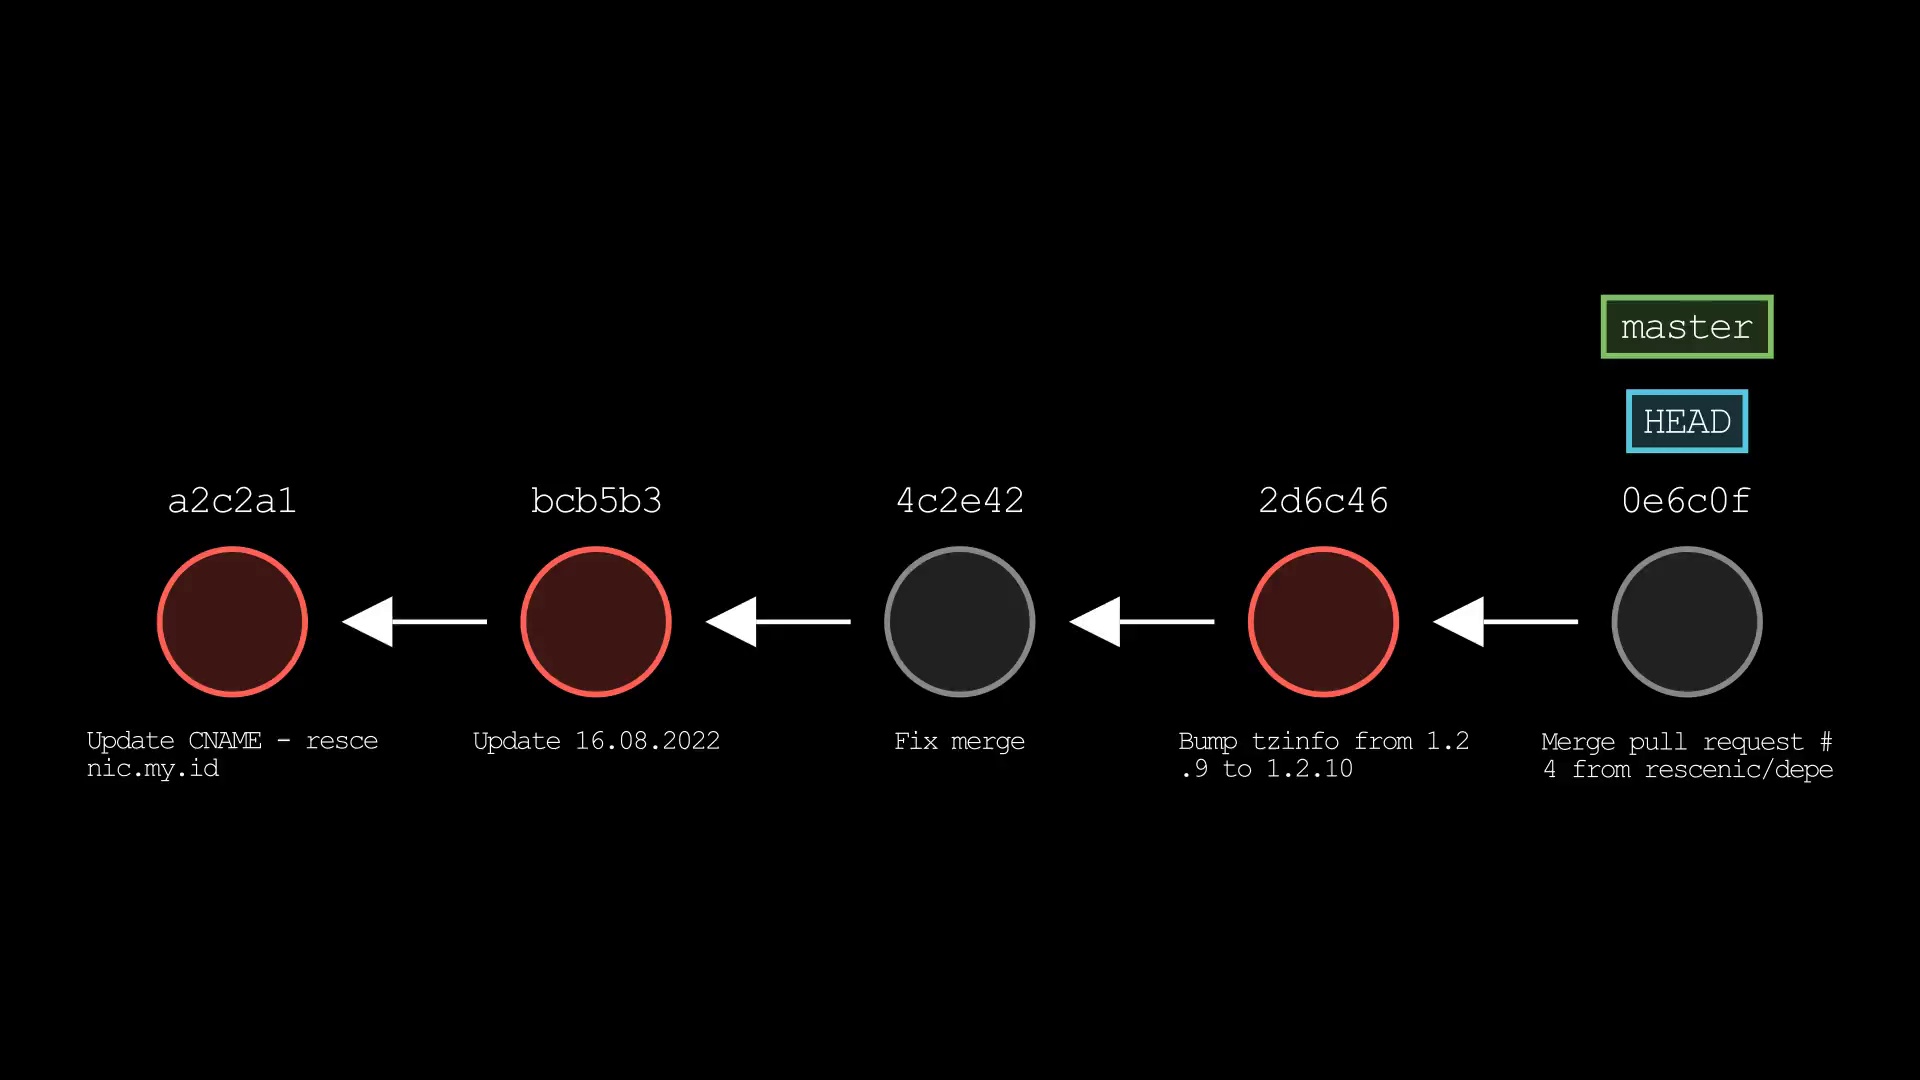 master
HEAD
a2c2a1
bcb5b3
4c2e42
2d6c46
0e6c0f
Update CNAME - resce
nic.my.id
Update 16.08.2022
Fix merge
Bump tzinfo from 1.2
.9 to 1.2.10
Merge pull request #
4 from rescenic/depe